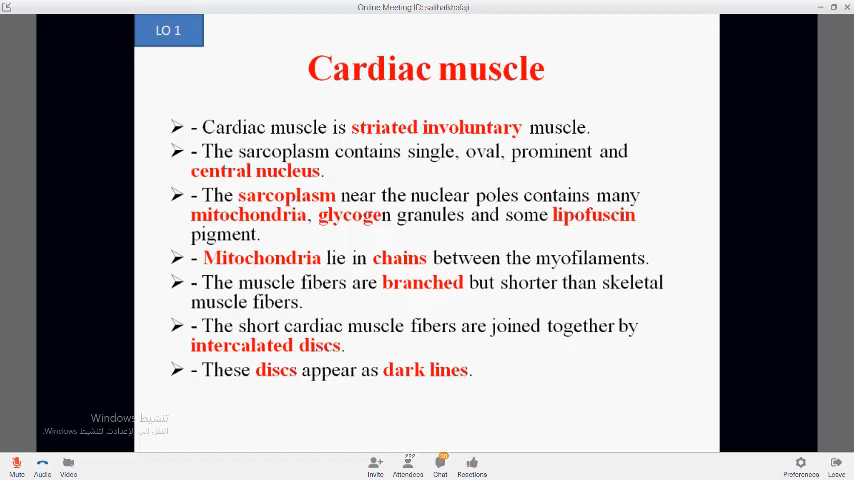 Online Meeting ID: salihalkhafaji
LO 1
Cardiac muscle
➢ - Cardiac muscle is striated involuntary muscle.
➢ - The sarcoplasm contains single, oval, prominent and
central nucleus.
➢ - The sarcoplasm near the nuclear poles contains many
mitochondria, glycogen granules and some lipofuscin
pigment.
➢ - Mitochondria lie in chains between the myofilaments.
➢ - The muscle fibers are branched but shorter than skeletal
muscle fibers.
➢ - The short cardiac muscle fibers are joined together by
intercalated discs.
➢ - These discs appear as dark lines.
تنشيط Windows
انتقل إلى الإعدادات لتنشيط Windows.
Mute Audio Video Invite 222 Attendees Chat Reactions Preferences Leave